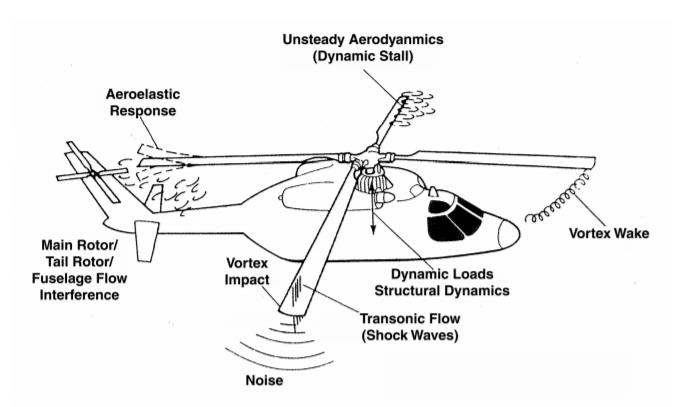 Unsteady Aerodyanmics
(Dynamic Stall)
Aeroelastic
Response
Main Rotor/
Tail Rotor/
Fuselage Flow
Interference
Vortex
Impact
Vortex Wake
Dynamic Loads
Structural Dynamics
Transonic Flow
(Shock Waves)
Noise